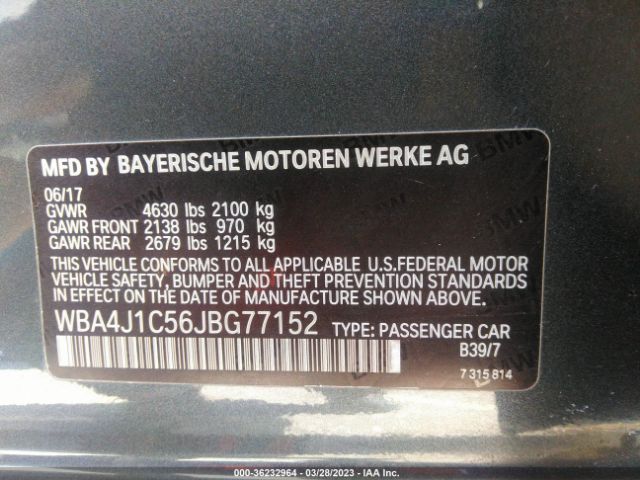 MFD BY BAYERISCHE MOTOREN WERKE AG
06/17
GVWR 4630 lbs 2100 kg
GAWR FRONT 2138 lbs 970 kg
GAWR REAR 2679 lbs 1215 kg
THIS VEHICLE CONFORMS TO ALL APPLICABLE U.S.FEDERAL MOTOR
VEHICLE SAFETY, BUMPER AND THEFT PREVENTION STANDARDS
IN EFFECT ON THE DATE OF MANUFACTURE SHOWN ABOVE.
WBA4J1C56JBG77152 TYPE: PASSENGER CAR
B39/7
7 315 814
000-36232964 | 03/28/2023 | IAA Inc.